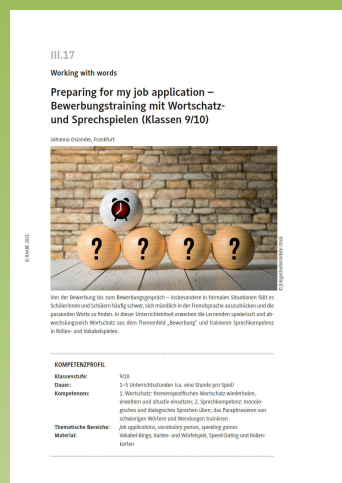 III.17
Working with words
Preparing for my job application –
Bewerbungstraining mit Wortschatz-
und Sprechspielen (Klassen 9/10)
Johanna Osiander, Frankfurt
© RAABE 2021
? ? ? ?
Von der Bewerbung bis zum Bewerbungsgespräch – insbesondere in formalen Situationen fällt es
Schülerinnen und Schülern häufig schwer, sich mündlich in der Fremdsprache auszudrücken und die
passenden Worte zu finden. In dieser Unterrichtseinheit erwerben die Lernenden spielerisch und ab-
wechslungsreich Wortschatz aus dem Themenfeld „Bewerbung“ und trainieren Sprechkompetenz
in Rollen- und Vokabelspielen.
KOMPETENZPROFIL
Klassenstufe: 9/10
Dauer: 1–5 Unterrichtsstunden (ca. eine Stunde pro Spiel)
Kompetenzen: 1. Wortschatz: themenspezifischen Wortschatz wiederholen,
erweitern und situativ einsetzen; 2. Sprechkompetenz: monolo-
gisches und dialogisches Sprechen üben; das Paraphrasieren von
schwierigen Wörtern und Wendungen trainieren
Thematische Bereiche: job applications, vocabulary games, speaking games
Material: Vokabel-Bingo, Karten- und Würfelspiel, Speed-Dating und Rollen-
karten